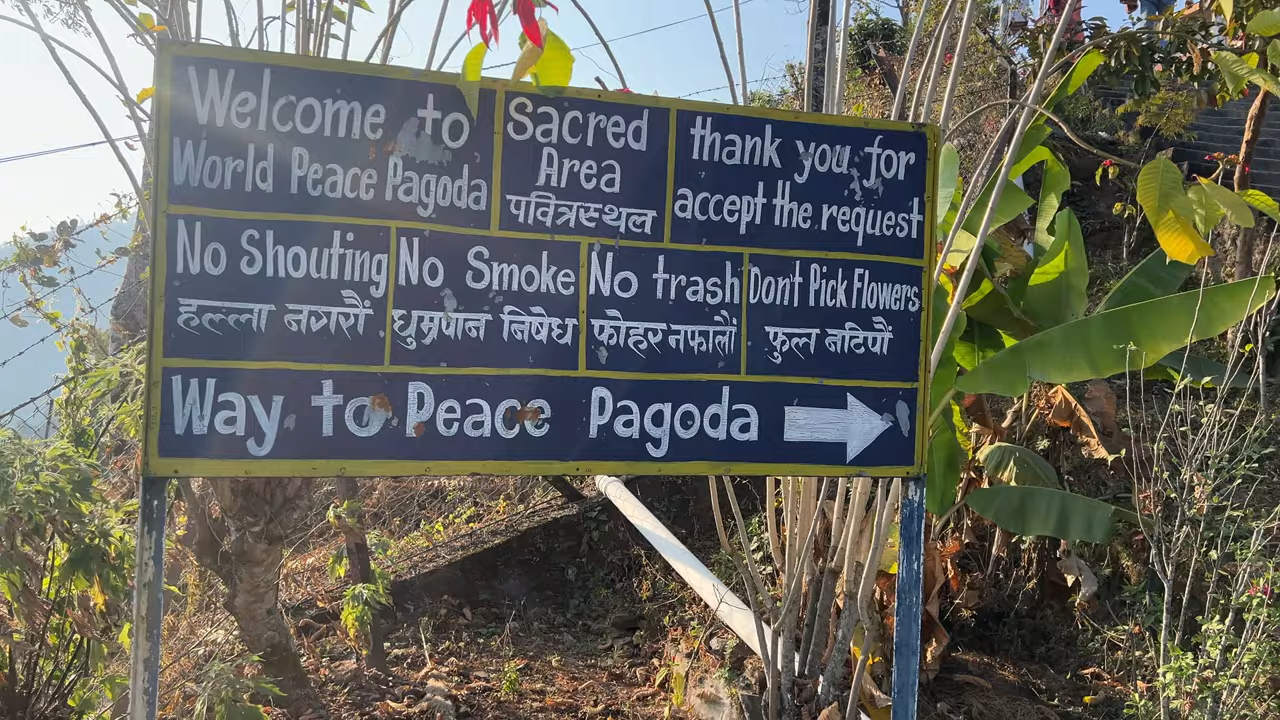 Welcome to
World Peace Pagoda
Sacred
Area
पवित्रस्थल
thank you for
accept the request
No Shouting
हल्ला नगरौं
No Smoke
धुम्रपान निषेध
No trash
फोहर नफालौं
Don't Pick Flowers
फुल नटिपौं
Way to Peace Pagoda